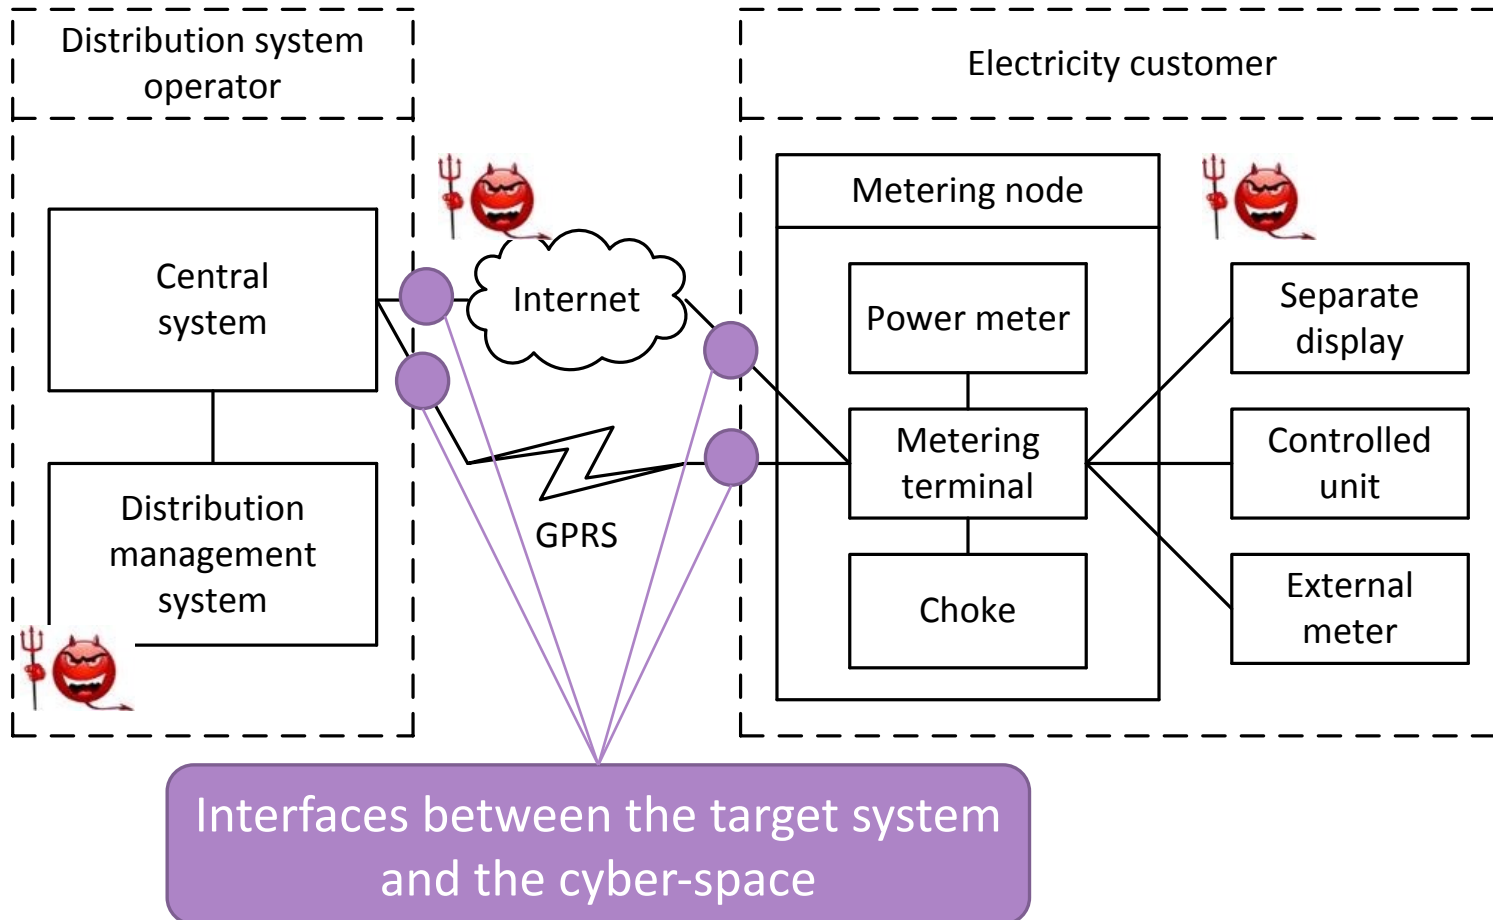 Distribution system
operator
Electricity customer
Central
system
Distribution
management
system
Internet
GPRS
Metering node
Power meter
Metering
terminal
Choke
Separate
display
Controlled
unit
External
meter
Interfaces between the target system
and the cyber-space